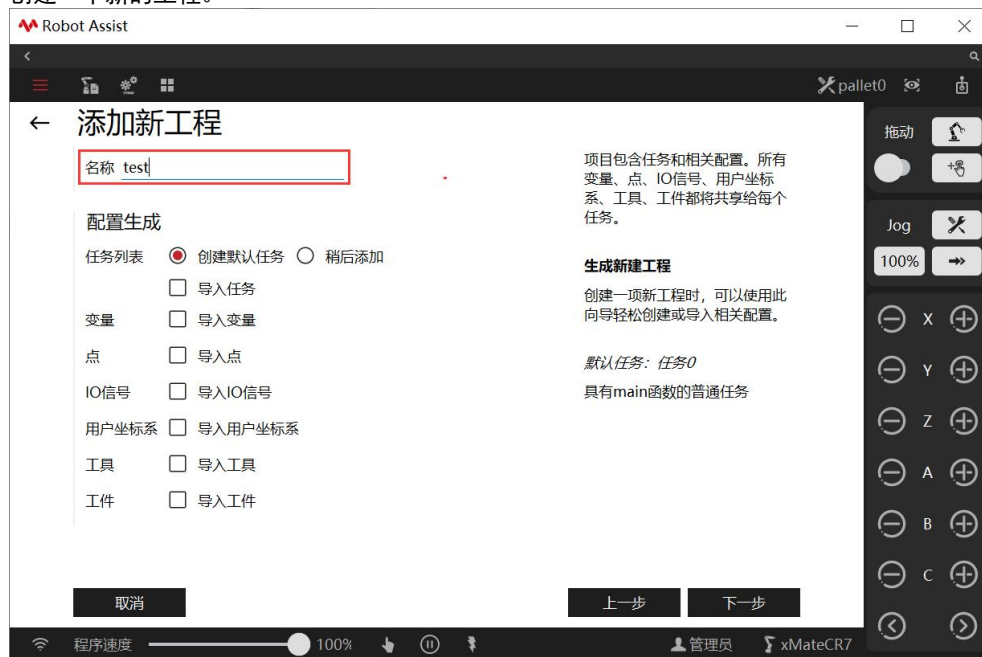 Robot Assist
pallet0
添加新工程
名称 test
配置生成
任务列表 创建默认任务 稍后添加
导入任务
变量 导入变量
点 导入点
IO信号 导入IO信号
用户坐标系 导入用户坐标系
工具 导入工具
工件 导入工件
项目包含任务和相关配置。所有
变量、点、IO信号、用户坐标
系、工具、工件都将共享给每个
任务。
生成新建工程
创建一项新工程时，可以使用此
向导轻松创建或导入相关配置。
默认任务：任务0
具有main函数的普通任务
取消 上一步 下一步
拖动
Jog
100%
X
Y
Z
A
B
C
程序速度 100% 管理员 xMateCR7